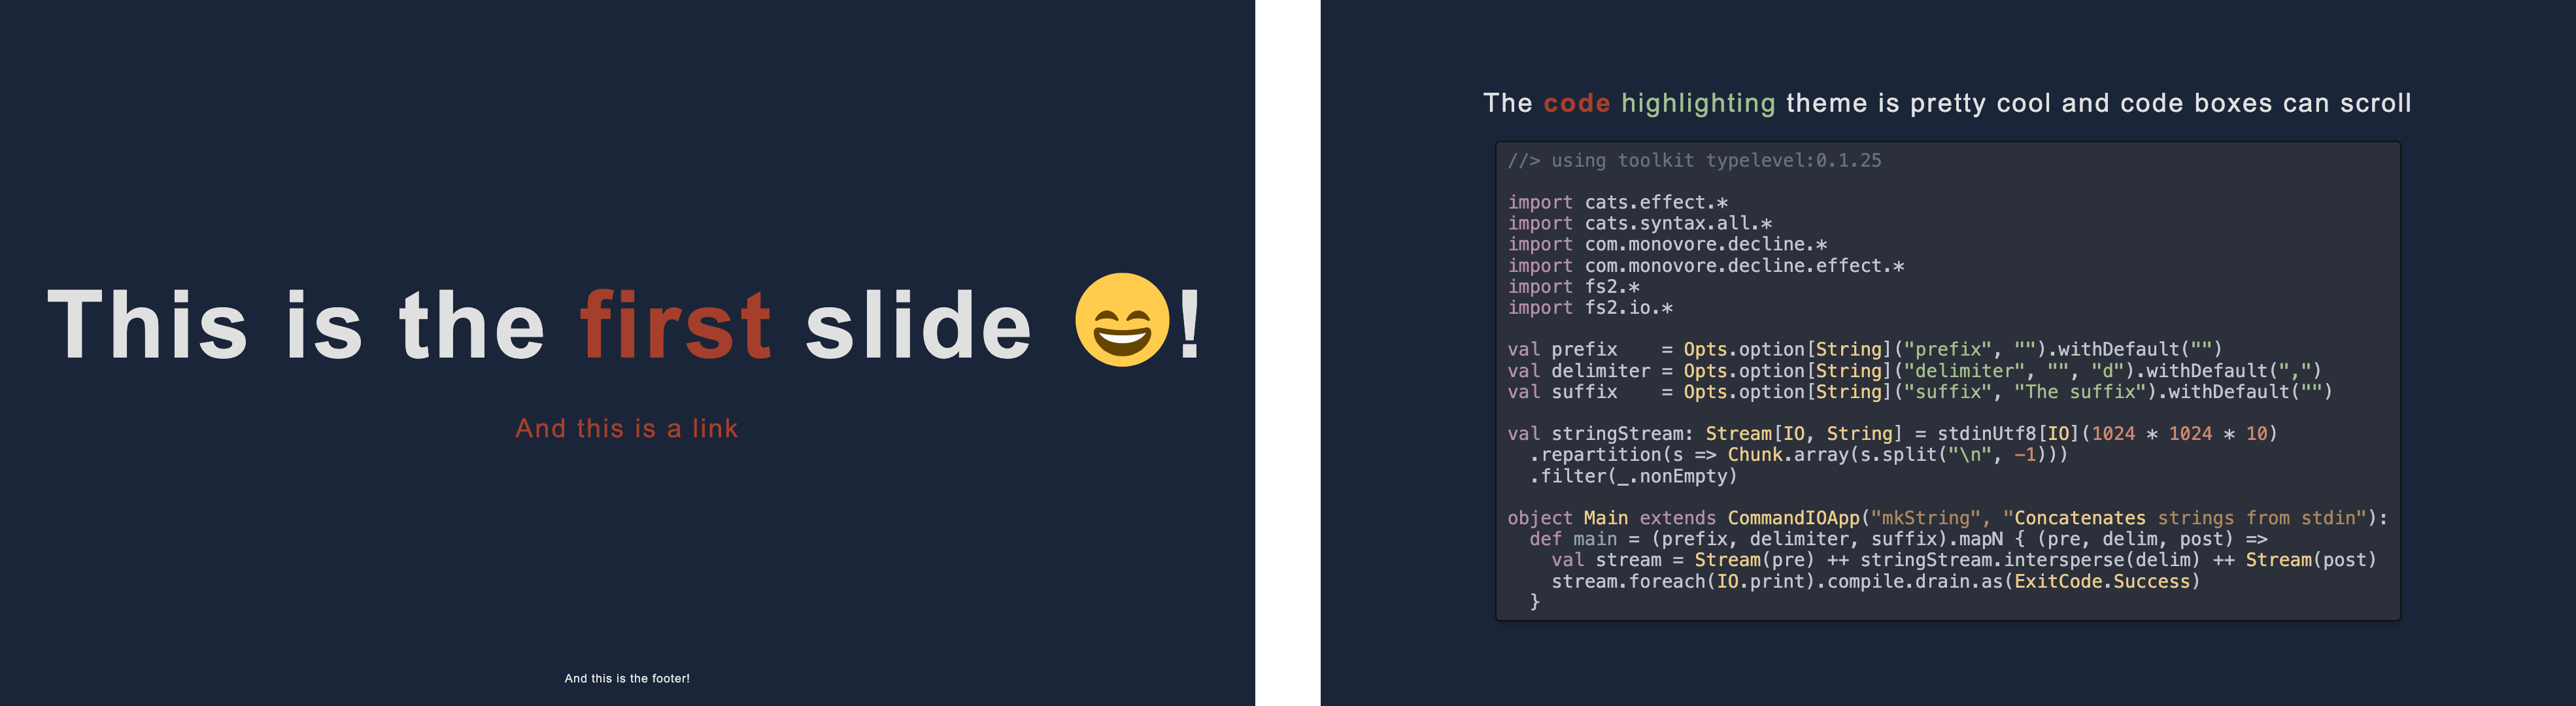 This is the first slide 😄!
And this is a link
And this is the footer!
The code highlighting theme is pretty cool and code boxes can scroll
//> using toolkit typelevel:0.1.25

import cats.effect.*
import cats.syntax.all.*
import com.monovore.decline.*
import com.monovore.decline.effect.*
import fs2.*
import fs2.io.*

val prefix    = Opts.option[String]("prefix", "").withDefault("")
val delimiter = Opts.option[String]("delimiter", "", "d").withDefault(",")
val suffix    = Opts.option[String]("suffix", "The suffix").withDefault("")

val stringStream: Stream[IO, String] = stdinUtf8[IO](1024 * 1024 * 10)
  .repartition(s => Chunk.array(s.split("\n", -1)))
  .filter(_.nonEmpty)

object Main extends CommandIOApp("mkString", "Concatenates strings from stdin"):
  def main = (prefix, delimiter, suffix).mapN { (pre, delim, post) =>
    val stream = Stream(pre) ++ stringStream.intersperse(delim) ++ Stream(post)
    stream.foreach(IO.print).compile.drain.as(ExitCode.Success)
  }